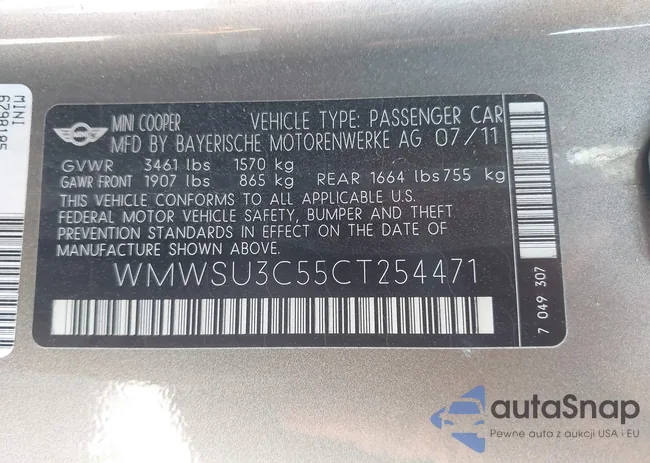 MINI COOPER
VEHICLE TYPE: PASSENGER CAR
MFD BY BAYERISCHE MOTORENWERKE AG 07/11
GVWR 3461 lbs 1570 kg
GAWR FRONT 1907 lbs 865 kg REAR 1664 lbs 755 kg
THIS VEHICLE CONFORMS TO ALL APPLICABLE U.S.
FEDERAL MOTOR VEHICLE SAFETY, BUMPER AND THEFT
PREVENTION STANDARDS IN EFFECT ON THE DATE OF
MANUFACTURE SHOWN ABOVE.
WMWSU3C55CT254471
7 049 307
MINI
6Z98185
autaSnap
Pewne auta z aukcji USA i EU